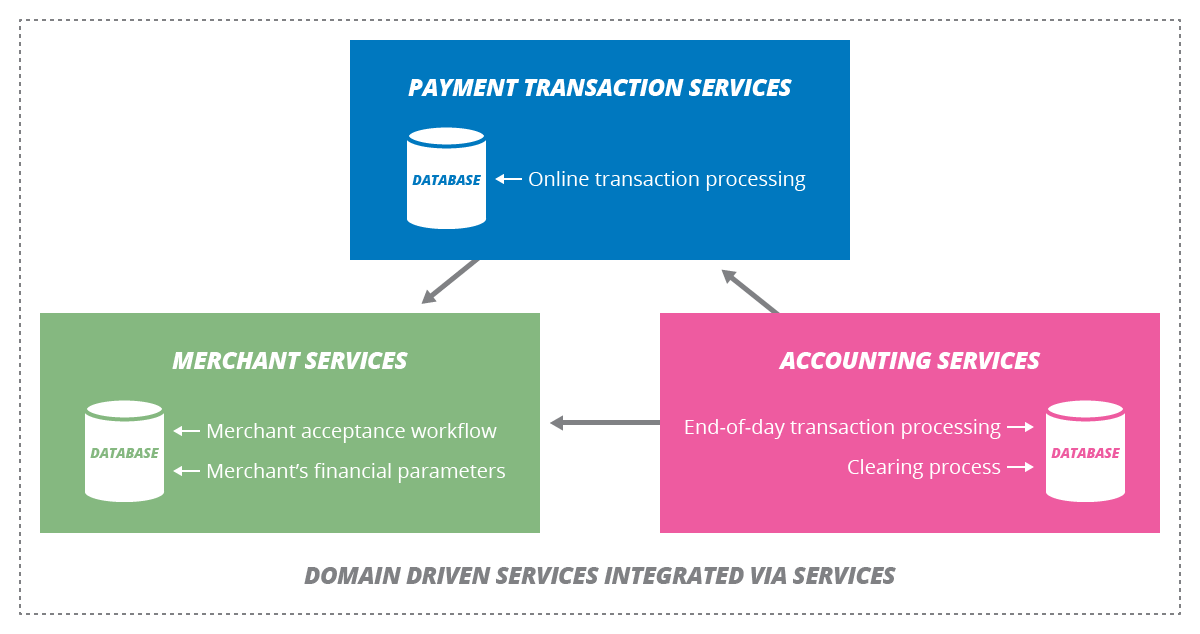 PAYMENT TRANSACTION SERVICES
DATABASE
Online transaction processing
MERCHANT SERVICES
DATABASE
Merchant acceptance workflow
Merchant’s financial parameters
ACCOUNTING SERVICES
End-of-day transaction processing
Clearing process
DATABASE
DOMAIN DRIVEN SERVICES INTEGRATED VIA SERVICES